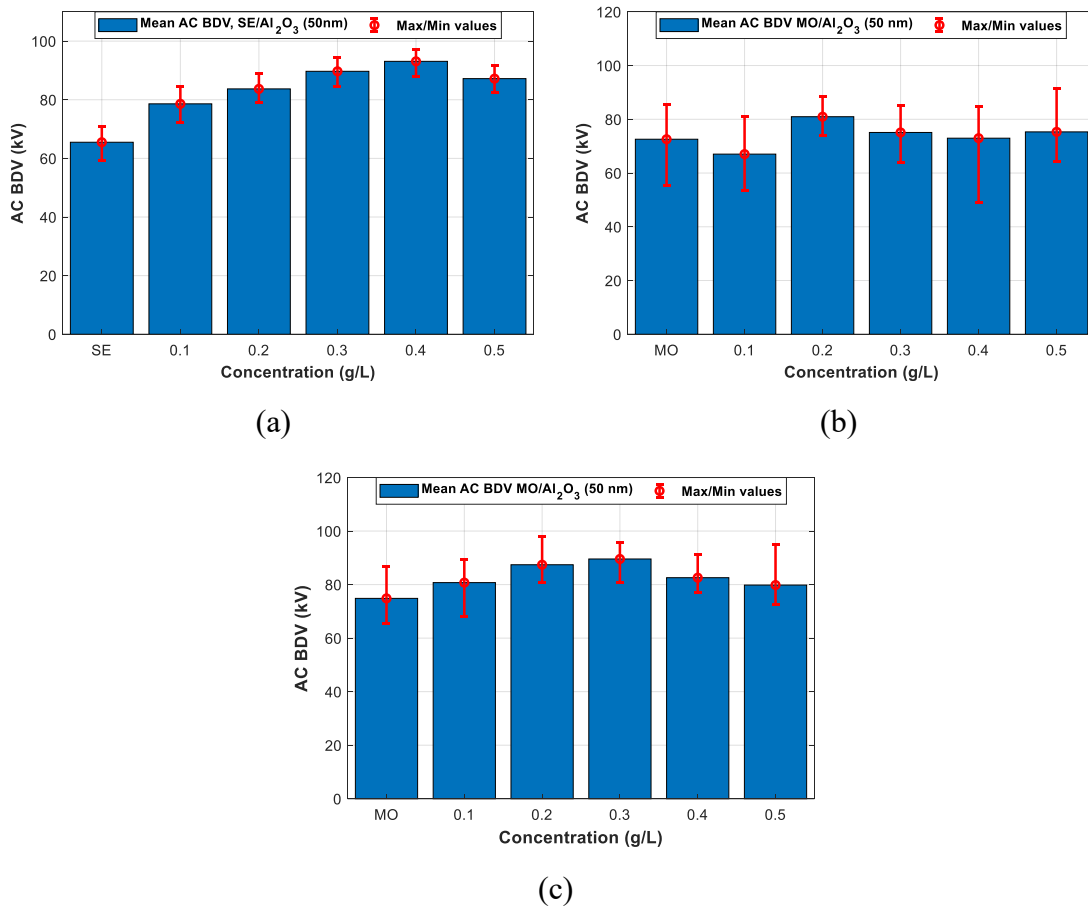 Mean AC BDV, SE/Al₂O₃ (50nm) Max/Min values
AC BDV (kV)
100
80
60
40
20
0
SE 0.1 0.2 0.3 0.4 0.5
Concentration (g/L)
(a)
Mean AC BDV MO/Al₂O₃ (50 nm) Max/Min values
AC BDV (kV)
120
100
80
60
40
20
0
MO 0.1 0.2 0.3 0.4 0.5
Concentration (g/L)
(b)
Mean AC BDV MO/Al₂O₃ (50 nm) Max/Min values
AC BDV (kV)
120
100
80
60
40
20
0
MO 0.1 0.2 0.3 0.4 0.5
Concentration (g/L)
(c)